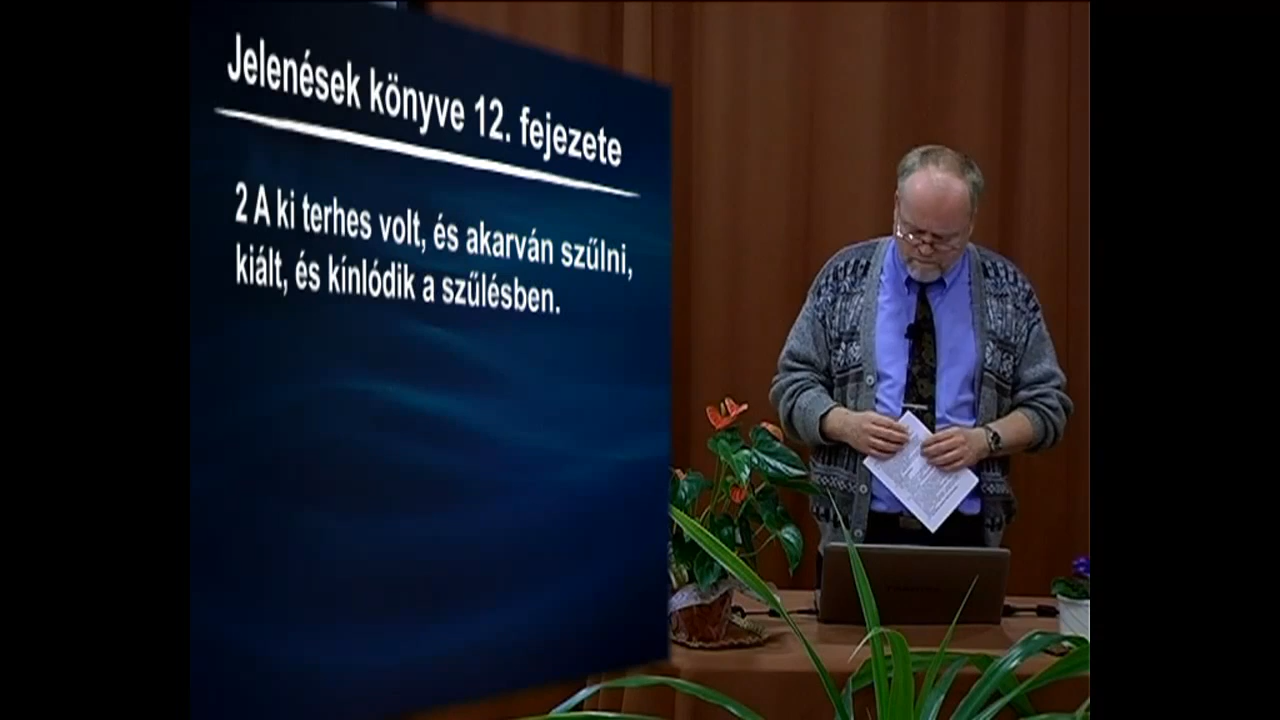 Jelenések könyve 12. fejezete
2 A ki terhes volt, és akarván szűlni,
kiált, és kínlódik a szűlésben.